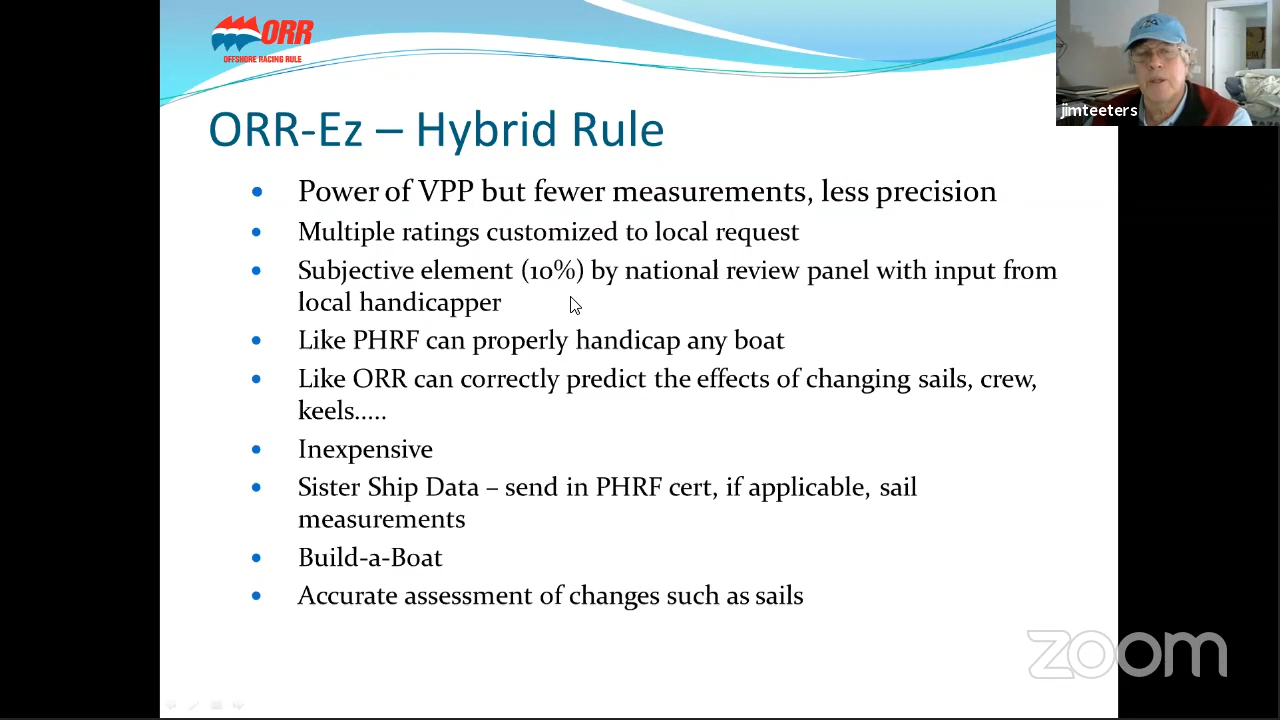 ORR
OFFSHORE RACING RULE
jimteeters
ORR-Ez – Hybrid Rule
• Power of VPP but fewer measurements, less precision
• Multiple ratings customized to local request
• Subjective element (10%) by national review panel with input from
local handicapper
• Like PHRF can properly handicap any boat
• Like ORR can correctly predict the effects of changing sails, crew,
keels.....
• Inexpensive
• Sister Ship Data – send in PHRF cert, if applicable, sail
measurements
• Build-a-Boat
• Accurate assessment of changes such as sails
zoom